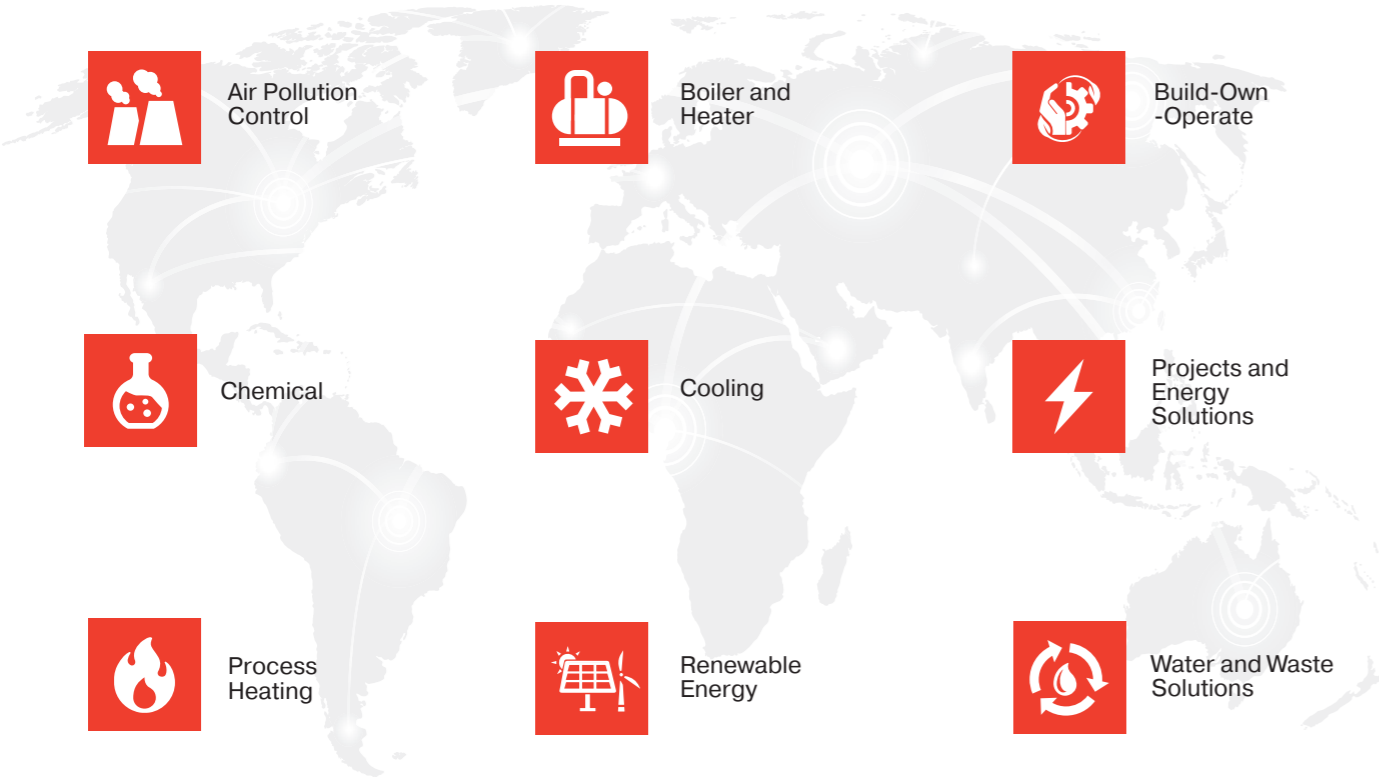 Air Pollution
Control
Boiler and
Heater
Build-Own
-Operate
Chemical
Cooling
Projects and
Energy
Solutions
Process
Heating
Renewable
Energy
Water and Waste
Solutions